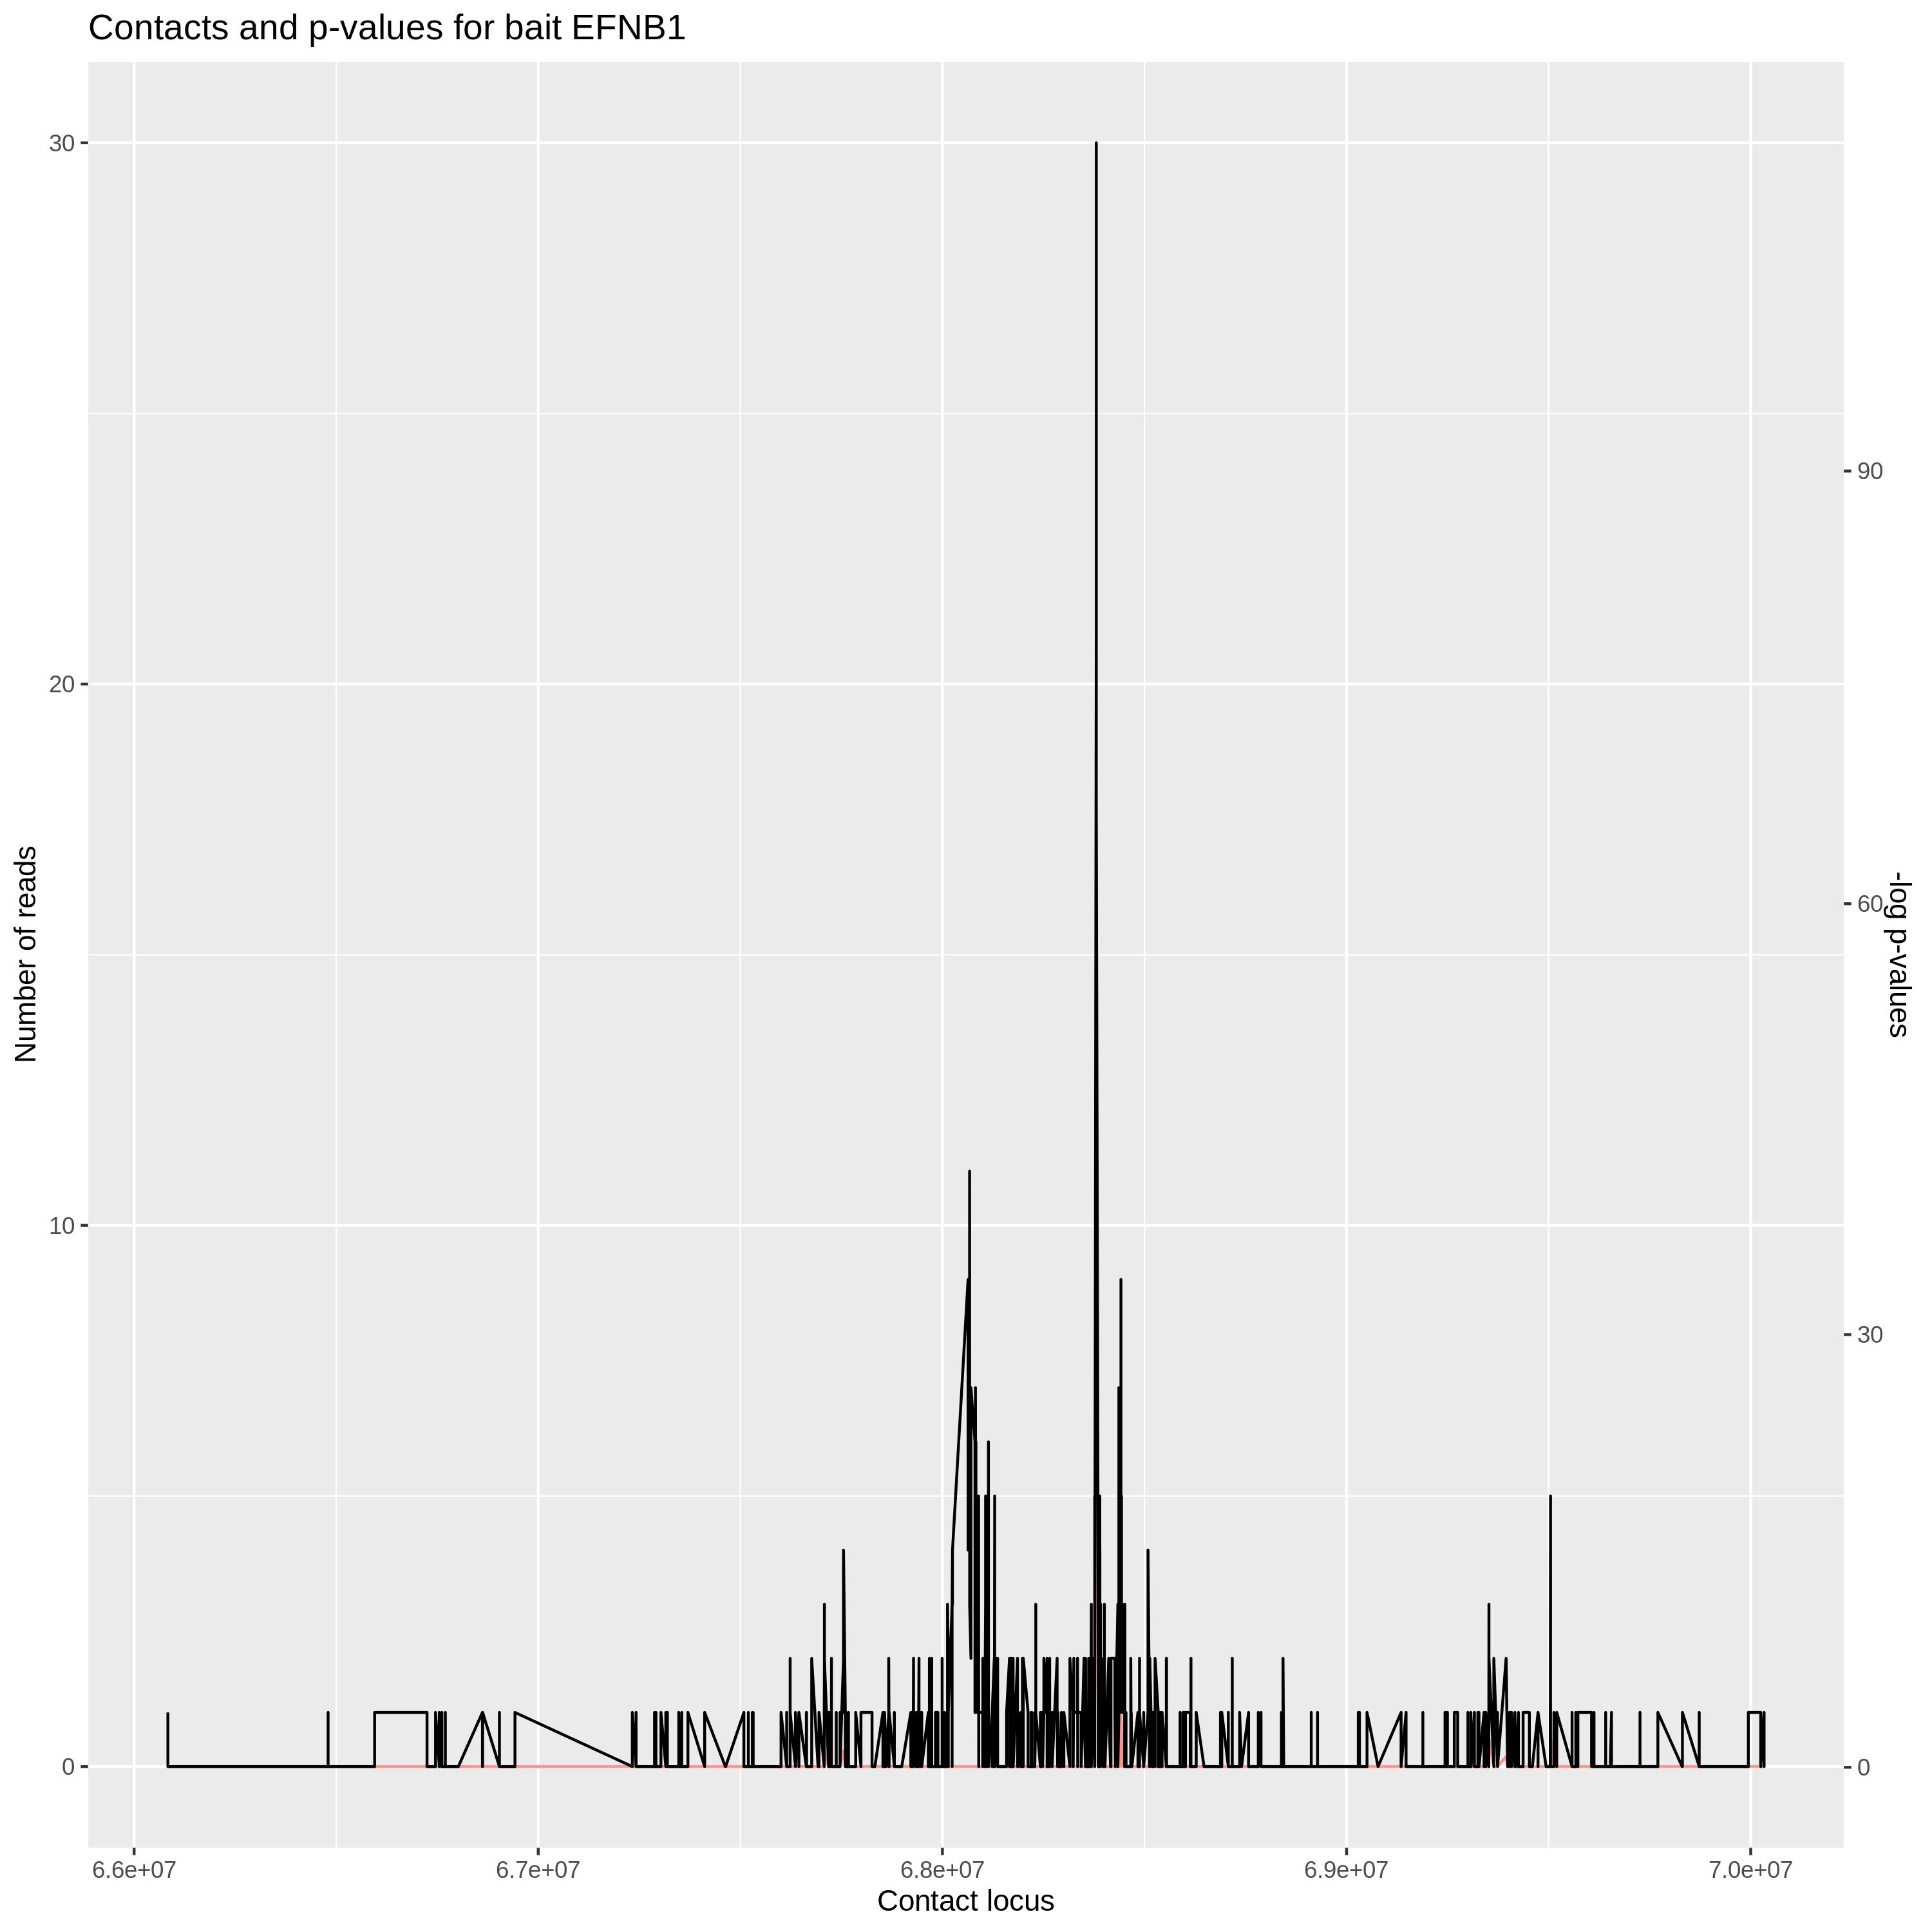 Contacts and p-values for bait EFNB1
30
20
10
0
Number of reads
90
60
30
0
-log p-values
6.6e+07
6.7e+07
6.8e+07
6.9e+07
7.0e+07
Contact locus